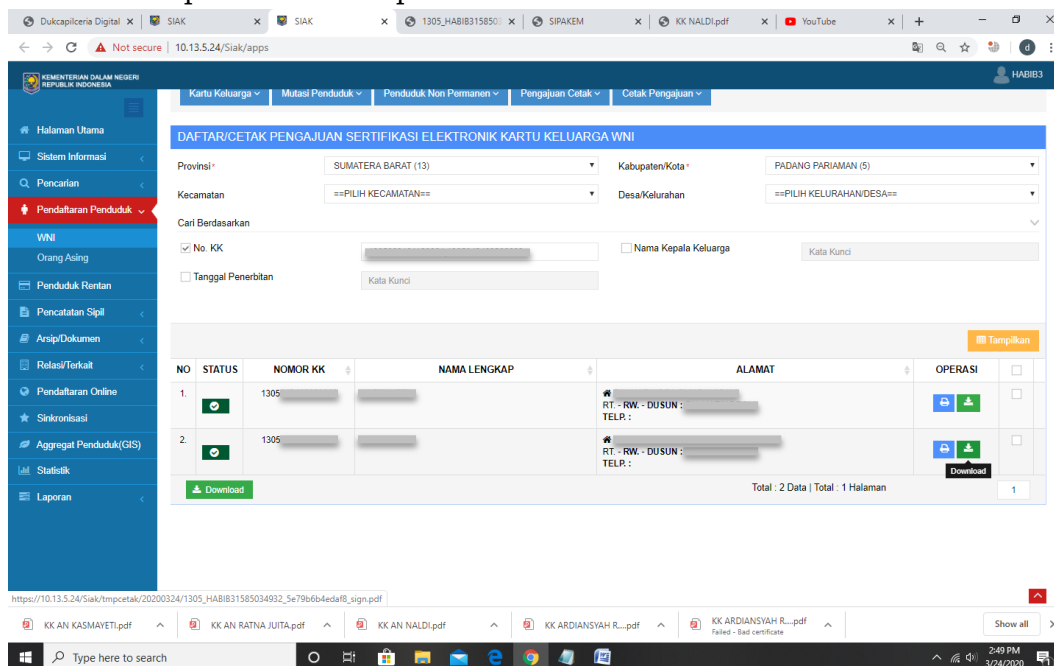 Dukcapilceria Digital
SIAK
SIAK
1305_HABIB3158503
SIPAKEM
KK NALDI.pdf
YouTube
Not secure | 10.13.5.24/Siak/apps
d
KEMENTERIAN DALAM NEGERI
REPUBLIK INDONESIA
HABIB3
Kartu Keluarga
Mutasi Penduduk
Penduduk Non Permanen
Pengajuan Cetak
Cetak Pengajuan
Halaman Utama
Sistem Informasi
Pencarian
Pendaftaran Penduduk
WNI
Orang Asing
Penduduk Rentan
Pencatatan Sipil
Arsip/Dokumen
Relasi/Terkait
Pendaftaran Online
Sinkronisasi
Aggregat Penduduk(GIS)
Statistik
Laporan
DAFTAR/CETAK PENGAJUAN SERTIFIKASI ELEKTRONIK KARTU KELUARGA WNI
Provinsi* SUMATERA BARAT (13) Kabupaten/Kota* PADANG PARIAMAN (5)
Kecamatan ==PILIH KECAMATAN== Desa/Kelurahan ==PILIH KELURAHAN/DESA==
Cari Berdasarkan
No. KK Nama Kepala Keluarga Kata Kunci
Tanggal Penerbitan Kata Kunci
Tampilkan
NO STATUS NOMOR KK NAMA LENGKAP ALAMAT OPERASI
1. 1305
RT. - RW. - DUSUN :
TELP. :
2. 1305
RT. - RW. - DUSUN :
TELP. :
Download
Download
Total : 2 Data | Total : 1 Halaman
1
https://10.13.5.24/Siak/tmpcetak/20200324/1305_HABIB31585034932_5e79b6b4edaf8_sign.pdf
KK AN KASMAYETI.pdf
KK AN RATNA JUITA.pdf
KK AN NALDI.pdf
KK ARDIANSYAH R....pdf
KK ARDIANSYAH R....pdf
Failed - Bad certificate
Show all
Type here to search
2:49 PM
3/24/2020